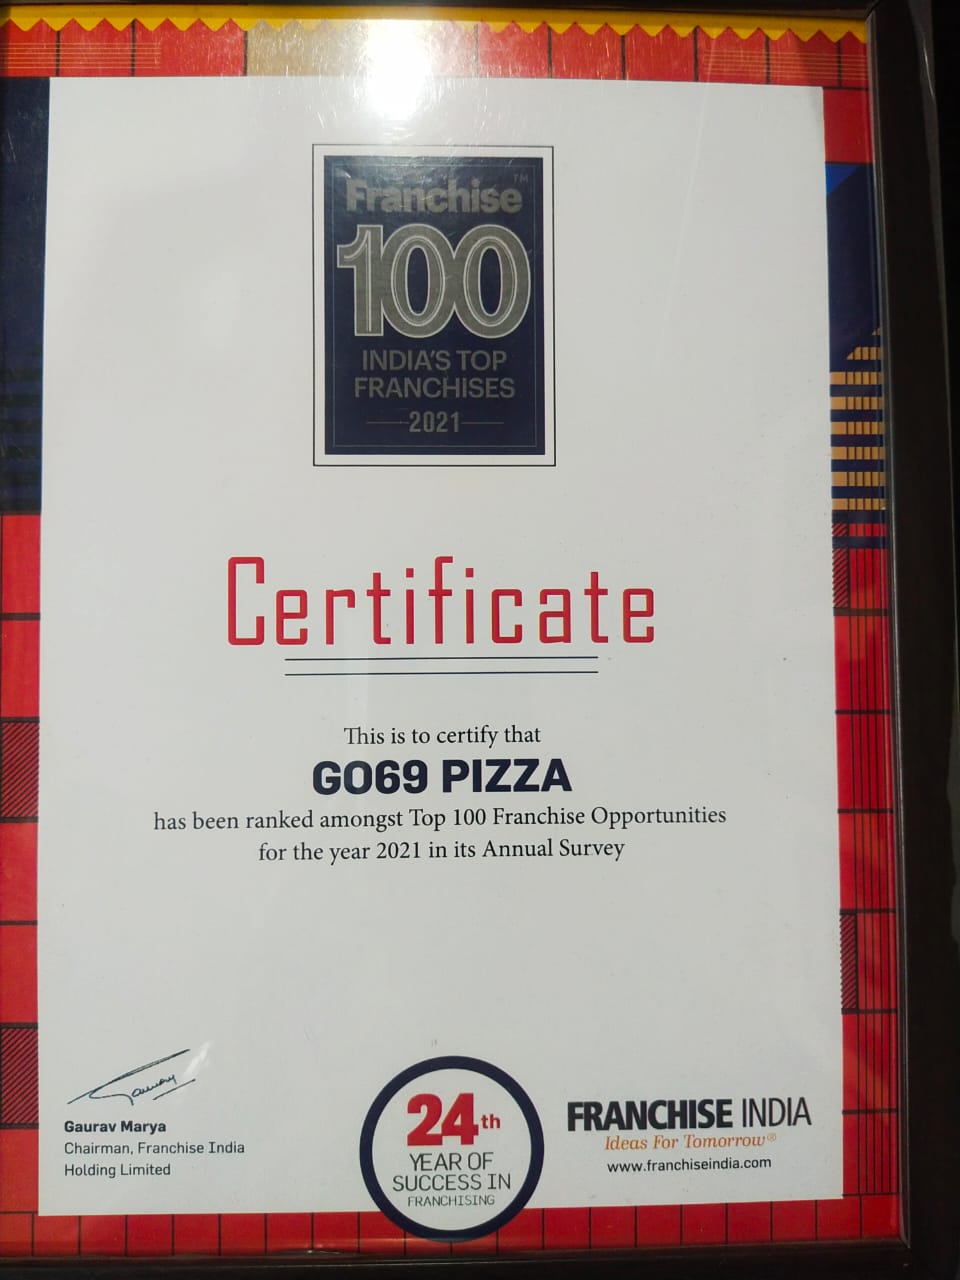 Franchise™
100
INDIA'S TOP
FRANCHISES
2021
Certificate
This is to certify that
GO69 PIZZA
has been ranked amongst Top 100 Franchise Opportunities
for the year 2021 in its Annual Survey
Gaurav Marya
Chairman, Franchise India
Holding Limited
24th
YEAR OF
SUCCESS IN
FRANCHISING
FRANCHISE INDIA
Ideas For Tomorrow®
www.franchiseindia.com